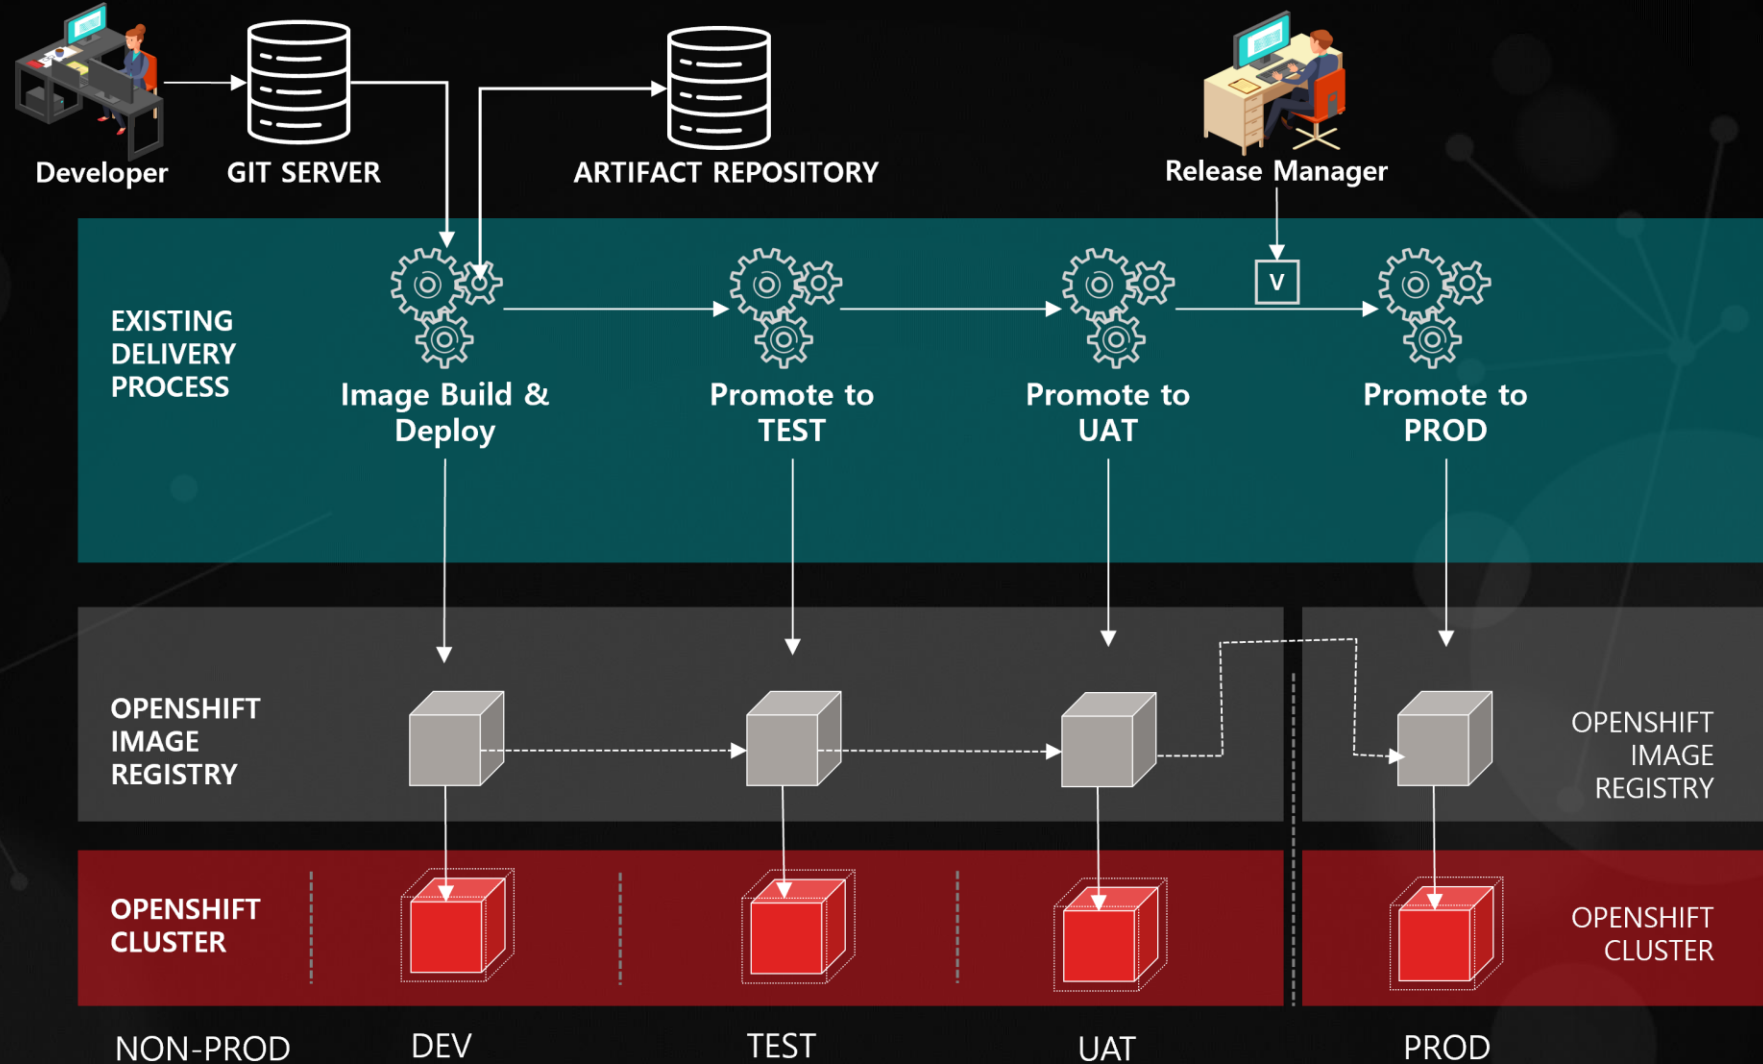 Developer
GIT SERVER
ARTIFACT REPOSITORY
Release Manager
V
EXISTING
DELIVERY
PROCESS
Image Build &
Deploy
Promote to
TEST
Promote to
UAT
Promote to
PROD
OPENSHIFT
IMAGE
REGISTRY
OPENSHIFT
IMAGE
REGISTRY
OPENSHIFT
CLUSTER
OPENSHIFT
CLUSTER
NON-PROD
DEV
TEST
UAT
PROD